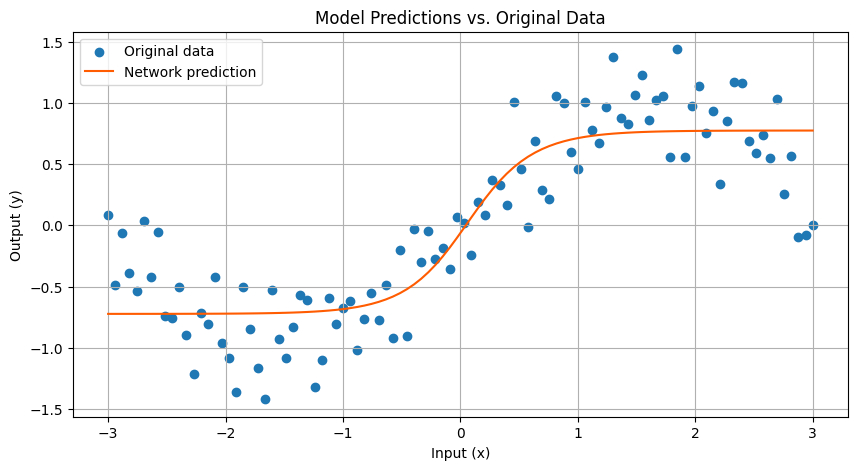 Model Predictions vs. Original Data
Original data
Network prediction
Output (y)
1.5
1.0
0.5
0.0
−0.5
−1.0
−1.5
−3
−2
−1
0
1
2
3
Input (x)